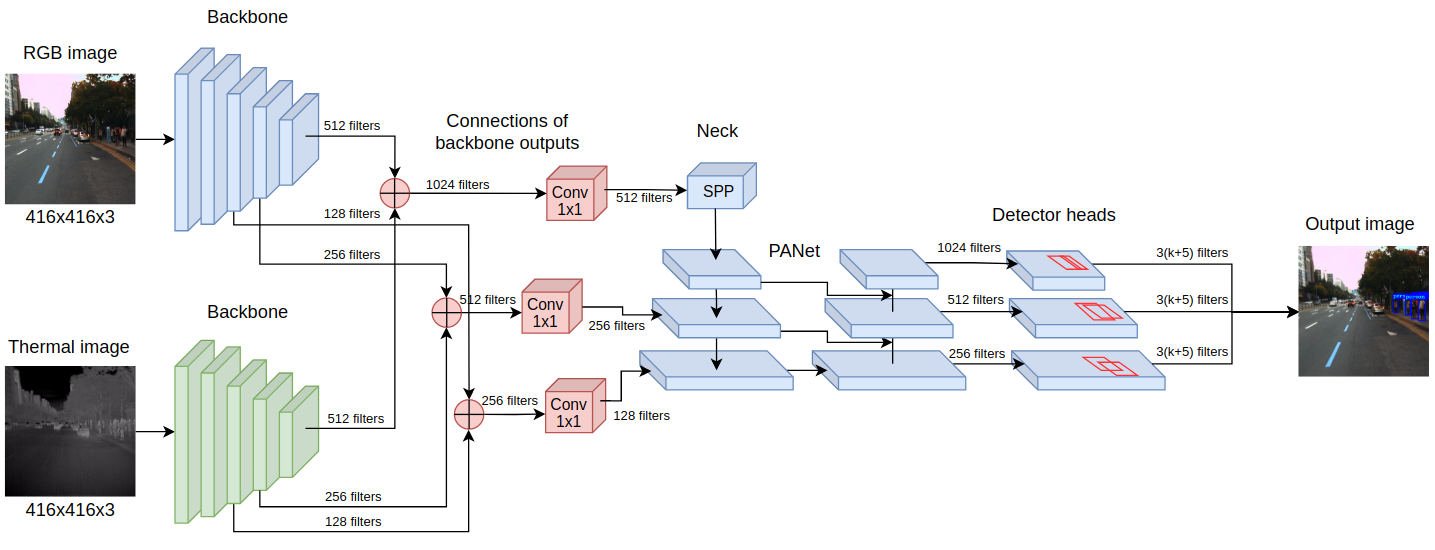 Backbone
RGB image
416x416x3
512 filters
128 filters
256 filters
Connections of
backbone outputs
1024 filters
Conv
1x1
512 filters
Neck
SPP
Backbone
Thermal image
416x416x3
512 filters
256 filters
128 filters
512 filters
Conv
1x1
256 filters
256 filters
Conv
1x1
128 filters
PANet
Detector heads
1024 filters
512 filters
256 filters
3(k+5) filters
3(k+5) filters
3(k+5) filters
Output image